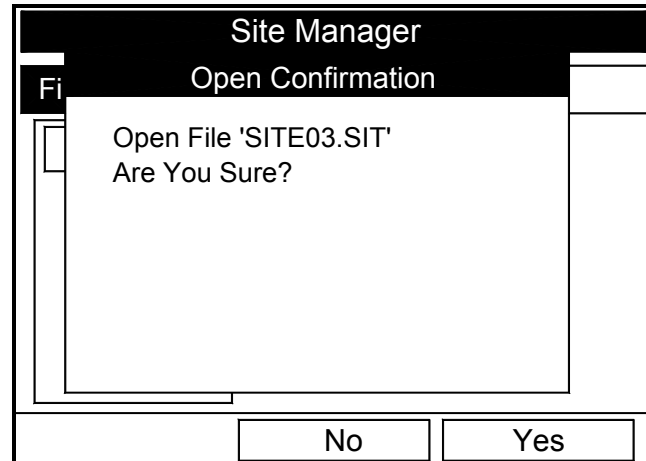 Site Manager
Open Confirmation
Fi
Open File 'SITE03.SIT'
Are You Sure?
No
Yes